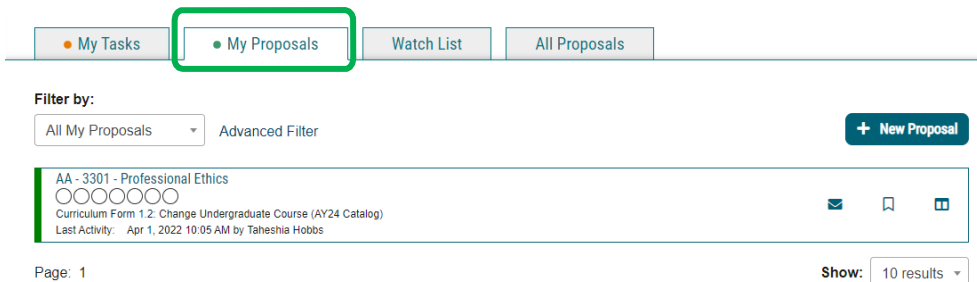 My Tasks My Proposals Watch List All Proposals
Filter by:
All My Proposals Advanced Filter + New Proposal
AA - 3301 - Professional Ethics
Curriculum Form 1.2: Change Undergraduate Course (AY24 Catalog)
Last Activity: Apr 1, 2022 10:05 AM by Taheshia Hobbs
Page: 1 Show: 10 results